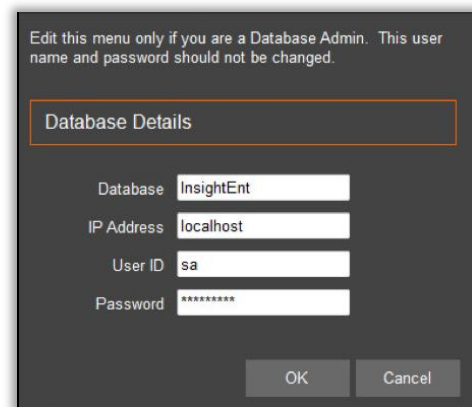 Edit this menu only if you are a Database Admin.  This user
name and password should not be changed.
Database Details
Database InsightEnt
IP Address localhost
User ID sa
Password *********
OK Cancel